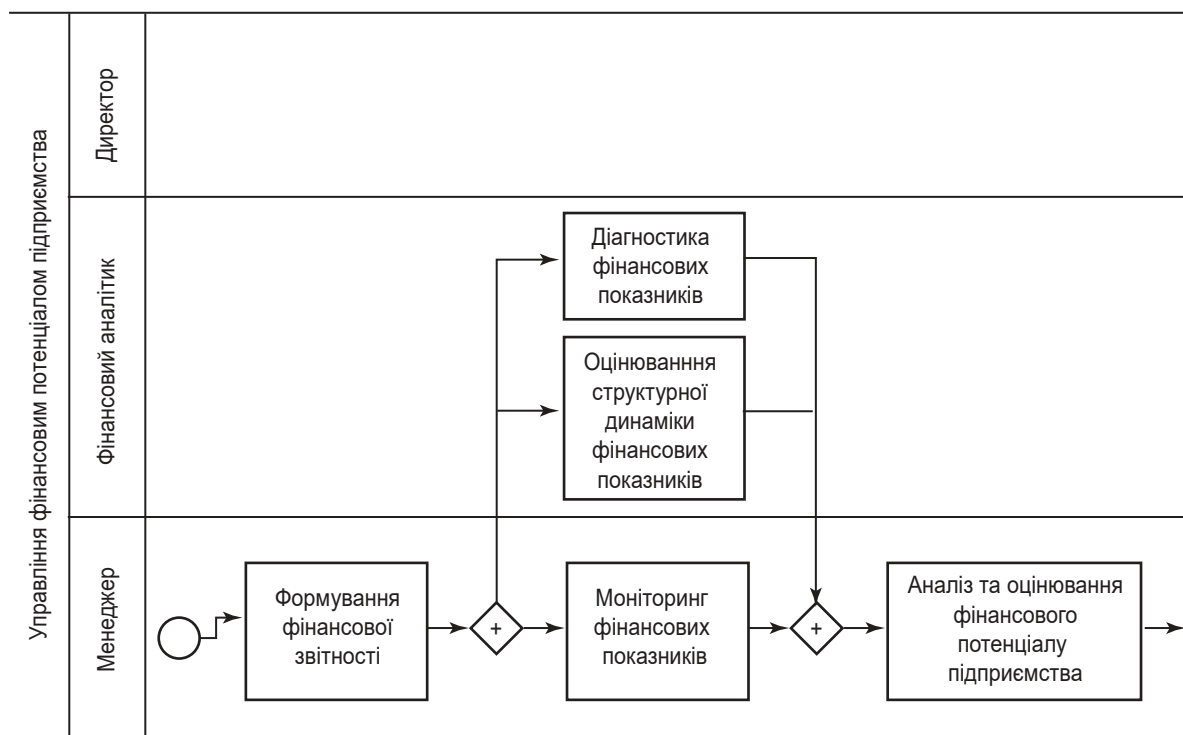 Управління фінансовим потенціалом підприємства
Директор
Фінансовий аналітик
Діагностика
фінансових
показників
Оцінюванння
структурної
динаміки
фінансових
показників
Менеджер
Формування
фінансової
звітності
+
Моніторинг
фінансових
показників
+
Аналіз та оцінювання
фінансового
потенціалу
підприємства